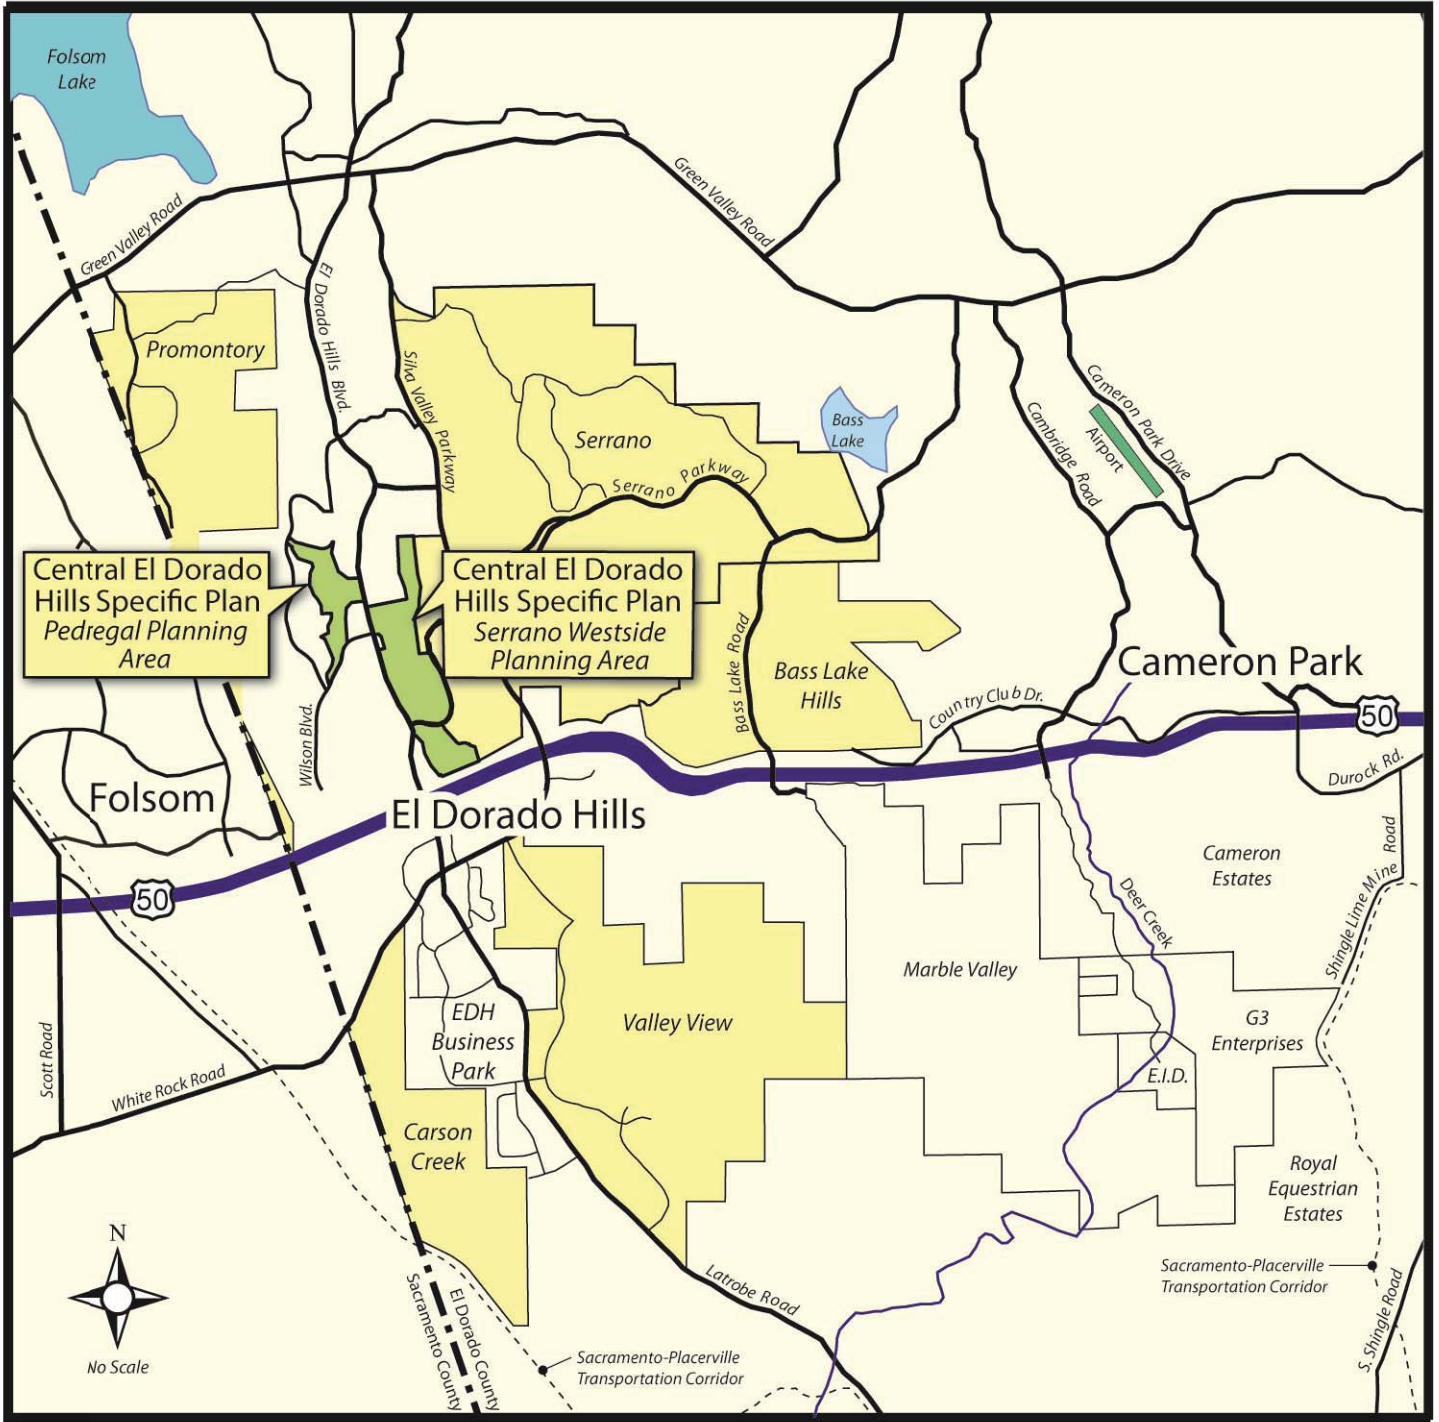 Folsom
Lake
Green Valley Road
Green Valley Road
El Dorado Hills Blvd.
Silva Valley Parkway
Promontory
Serrano
Serrano Parkway
Bass
Lake
Cameron Park Drive
Airport
Cambridge Road
Central El Dorado
Hills Specific Plan
Pedregal Planning
Area
Central El Dorado
Hills Specific Plan
Serrano Westside
Planning Area
Bass Lake Road
Bass Lake
Hills
Country Club Dr.
Cameron Park
50
Durock Rd.
Wilson Blvd.
Folsom
El Dorado Hills
50
Cameron
Estates
Deer Creek
Shingle Lime Mine Road
Marble Valley
Valley View
EDH
Business
Park
G3
Enterprises
E.I.D.
Scott Road
White Rock Road
Carson
Creek
Royal
Equestrian
Estates
N
No Scale
Sacramento County
El Dorado County
Latrobe Road
Sacramento-Placerville
Transportation Corridor
Sacramento-Placerville
Transportation Corridor
S. Shingle Road